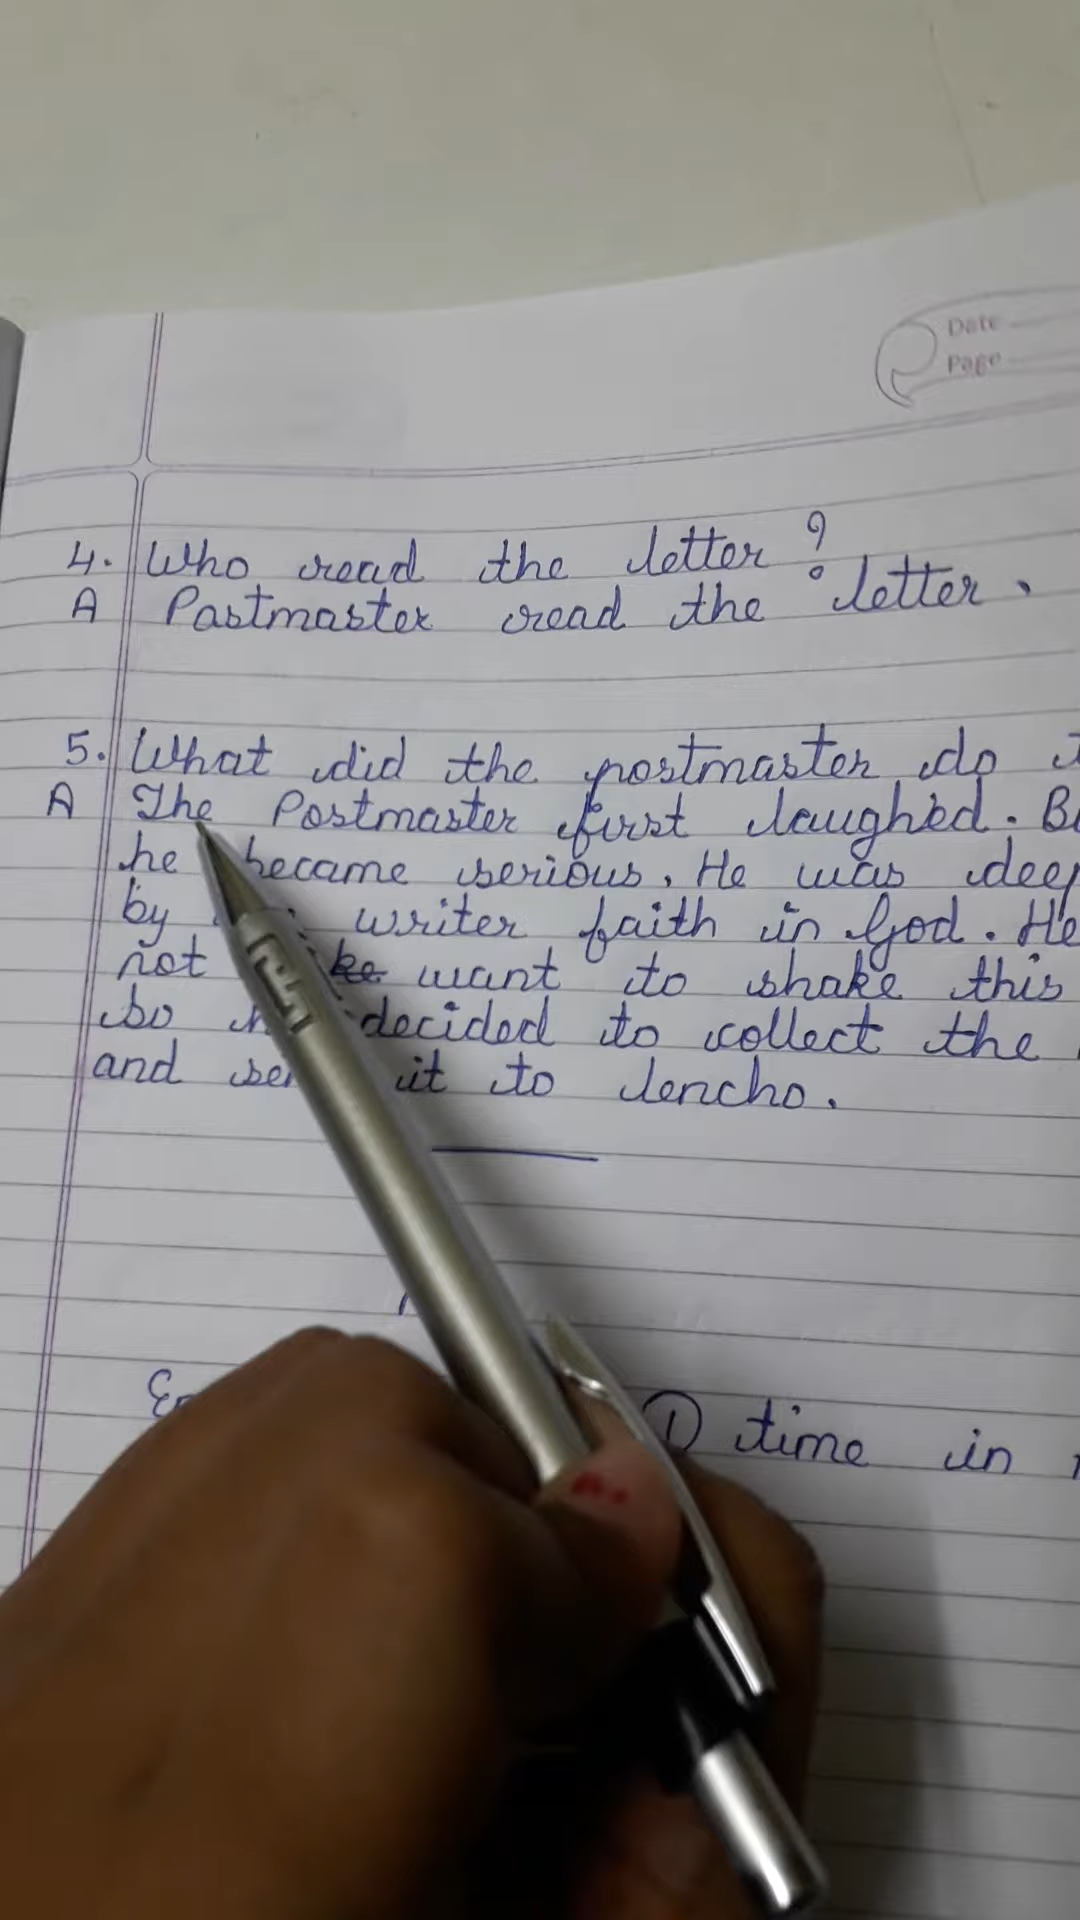 Date
Page
4. Who read the letter ?
A Postmaster read the letter.
5. What did the postmaster do
A The Postmaster first laughed.
he became serious. He was
by writer faith in God. He
not want to shake this
so decided to collect the
and it to lencho.
① time in